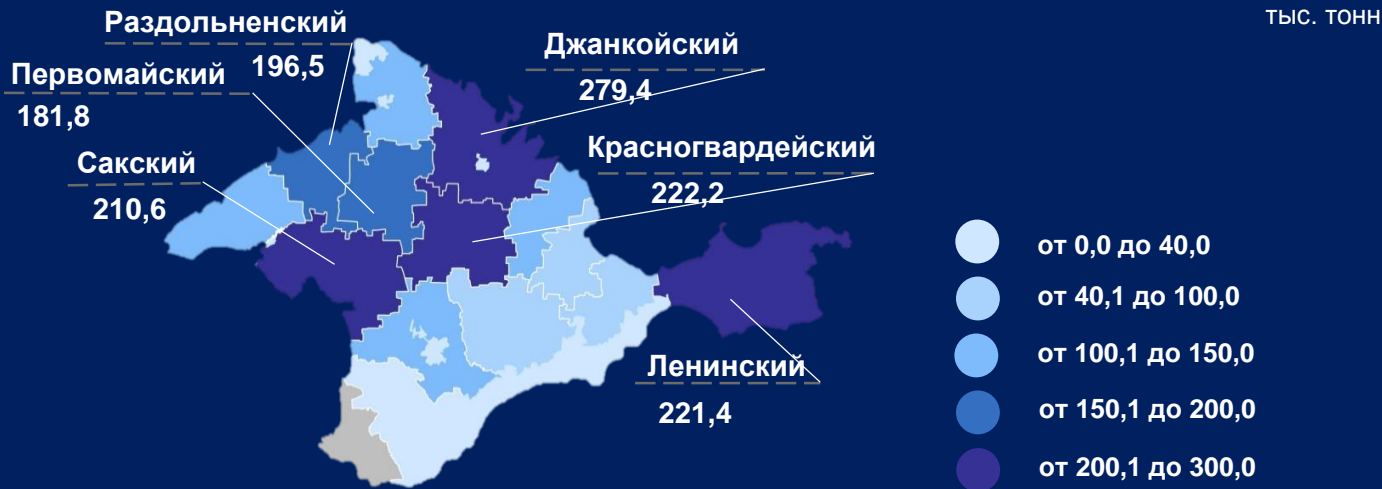 тыс. тонн
Раздольненский
196,5
Джанкойский
279,4
Первомайский
181,8
Красногвардейский
222,2
Сакский
210,6
Ленинский
221,4
от 0,0 до 40,0
от 40,1 до 100,0
от 100,1 до 150,0
от 150,1 до 200,0
от 200,1 до 300,0